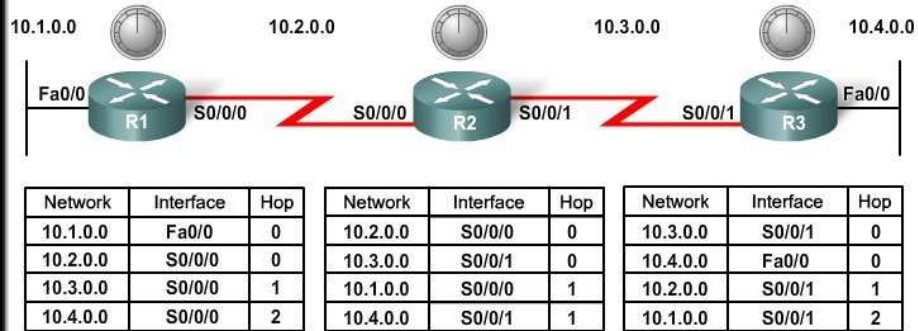 10.1.0.0 10.2.0.0 10.3.0.0 10.4.0.0
Fa0/0 S0/0/0 S0/0/0 S0/0/1 S0/0/1 Fa0/0
R1 R2 R3
Network Interface Hop Network Interface Hop Network Interface Hop
10.1.0.0 Fa0/0 0 10.2.0.0 S0/0/0 0 10.3.0.0 S0/0/1 0
10.2.0.0 S0/0/0 0 10.3.0.0 S0/0/1 0 10.4.0.0 Fa0/0 0
10.3.0.0 S0/0/0 1 10.1.0.0 S0/0/0 1 10.2.0.0 S0/0/1 1
10.4.0.0 S0/0/0 2 10.4.0.0 S0/0/1 1 10.1.0.0 S0/0/1 2